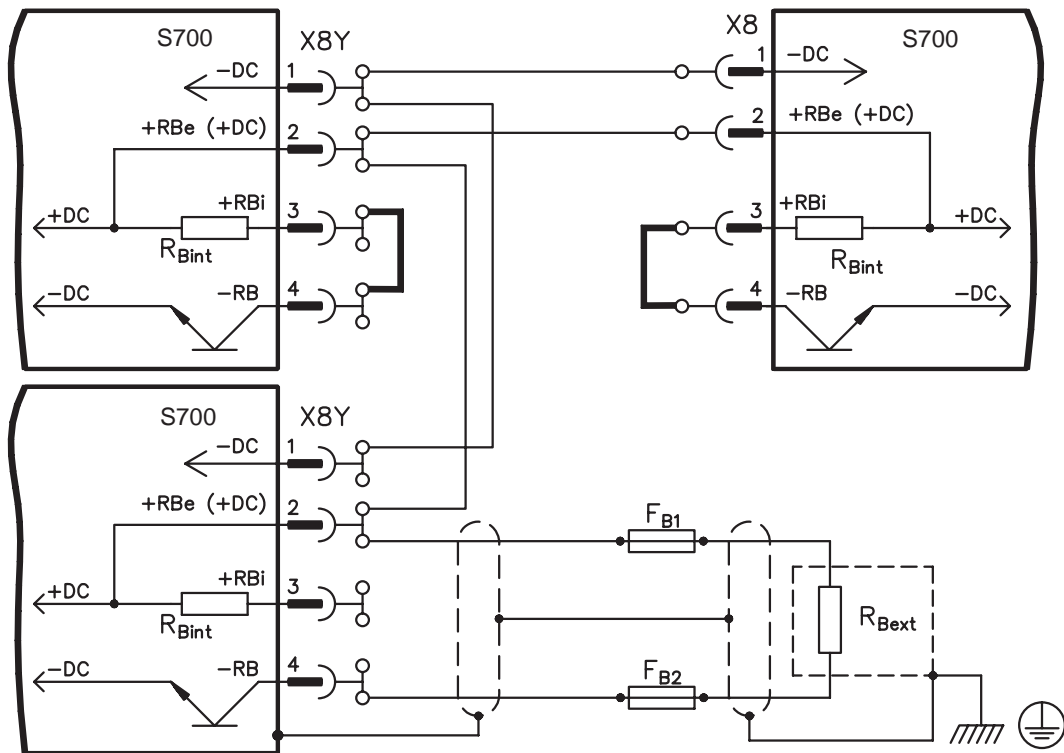 S700
X8Y
−DC
1
+RBe (+DC)
2
+DC
+RBi
3
RBint
−DC
−RB
4
X8
S700
1
−DC
2
+RBe (+DC)
3
+RBi
+DC
RBint
4
−RB
−DC
S700
X8Y
−DC
1
+RBe (+DC)
2
+DC
+RBi
3
RBint
−DC
−RB
4
FB1
RBext
FB2